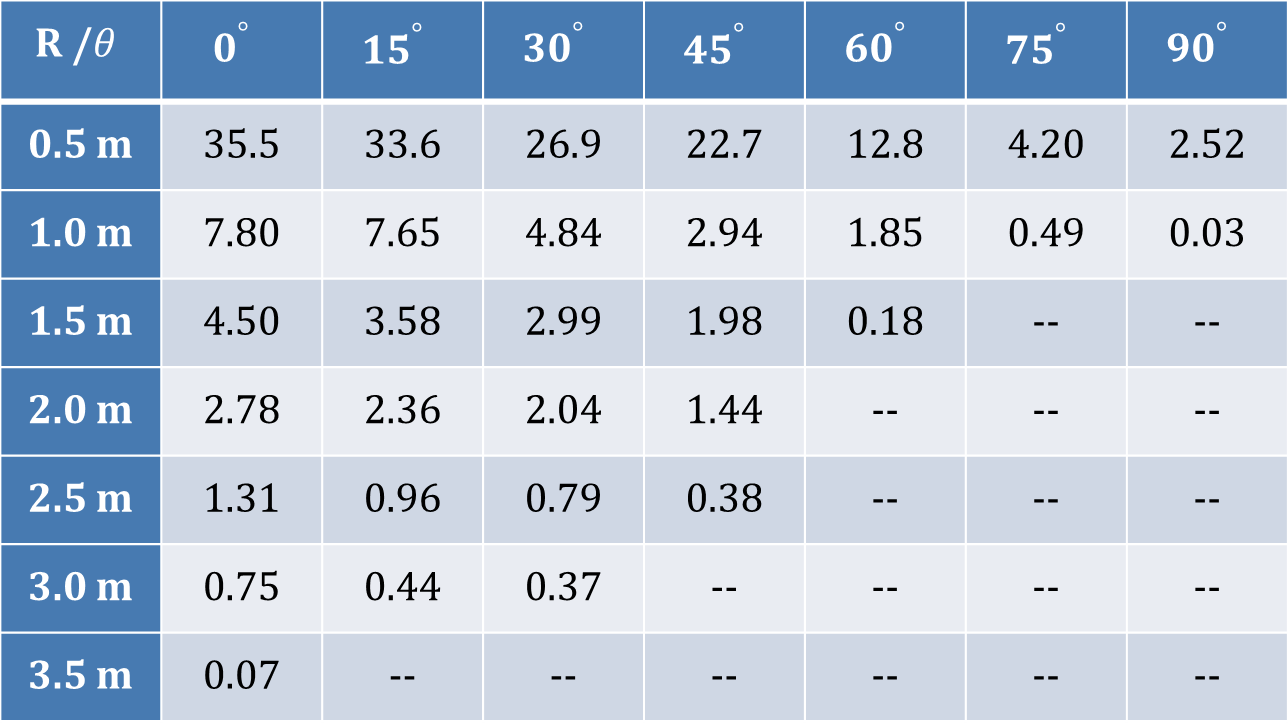 R /θ 0° 15° 30° 45° 60° 75° 90°
0.5 m 35.5 33.6 26.9 22.7 12.8 4.20 2.52
1.0 m 7.80 7.65 4.84 2.94 1.85 0.49 0.03
1.5 m 4.50 3.58 2.99 1.98 0.18 -- --
2.0 m 2.78 2.36 2.04 1.44 -- -- --
2.5 m 1.31 0.96 0.79 0.38 -- -- --
3.0 m 0.75 0.44 0.37 -- -- -- --
3.5 m 0.07 -- -- -- -- -- --